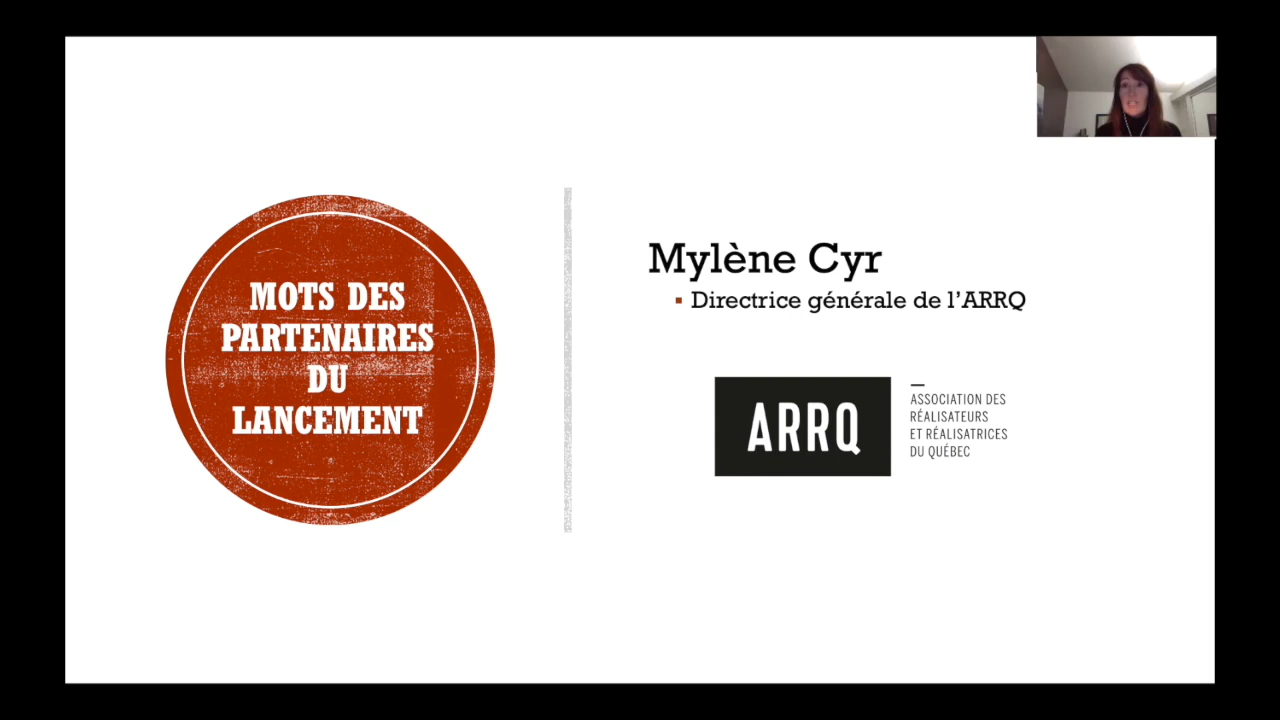 MOTS DES
PARTENAIRES
DU
LANCEMENT
Mylène Cyr
▪ Directrice générale de l’ARRQ
ARRQ
ASSOCIATION DES
RÉALISATEURS
ET RÉALISATRICES
DU QUÉBEC